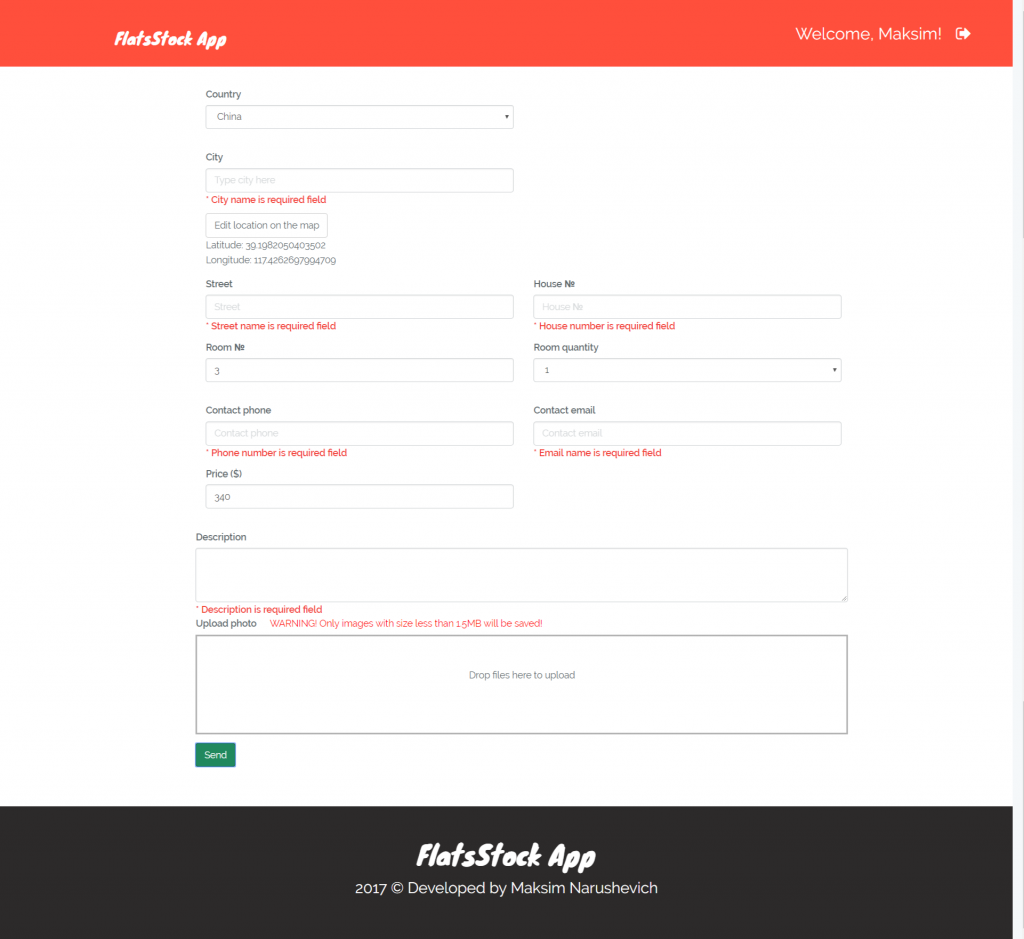 FlatsStock App
Welcome, Maksim!
Country
China
City
Type city here
* City name is required field
Edit location on the map
Latitude: 39.1982050403502
Longitude: 117.4262697994709
Street
House №
Street
House №
* Street name is required field
* House number is required field
Room №
Room quantity
3
1
Contact phone
Contact email
Contact phone
Contact email
* Phone number is required field
* Email name is required field
Price ($)
340
Description
* Description is required field
Upload photo WARNING! Only images with size less than 1.5MB will be saved!
Drop files here to upload
Send
FlatsStock App
2017 © Developed by Maksim Narushevich